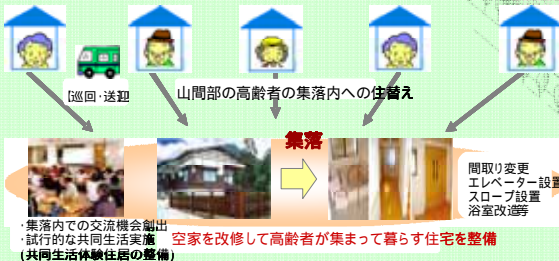 [巡回・送迎]
山間部の高齢者の集落内への住替え
集落
間取り変更
エレベーター設置
スロープ設置
浴室改造等
・集落内での交流機会創出
・試行的な共同生活実施
(共同生活体験住居の整備)
空家を改修して高齢者が集まって暮らす住宅を整備